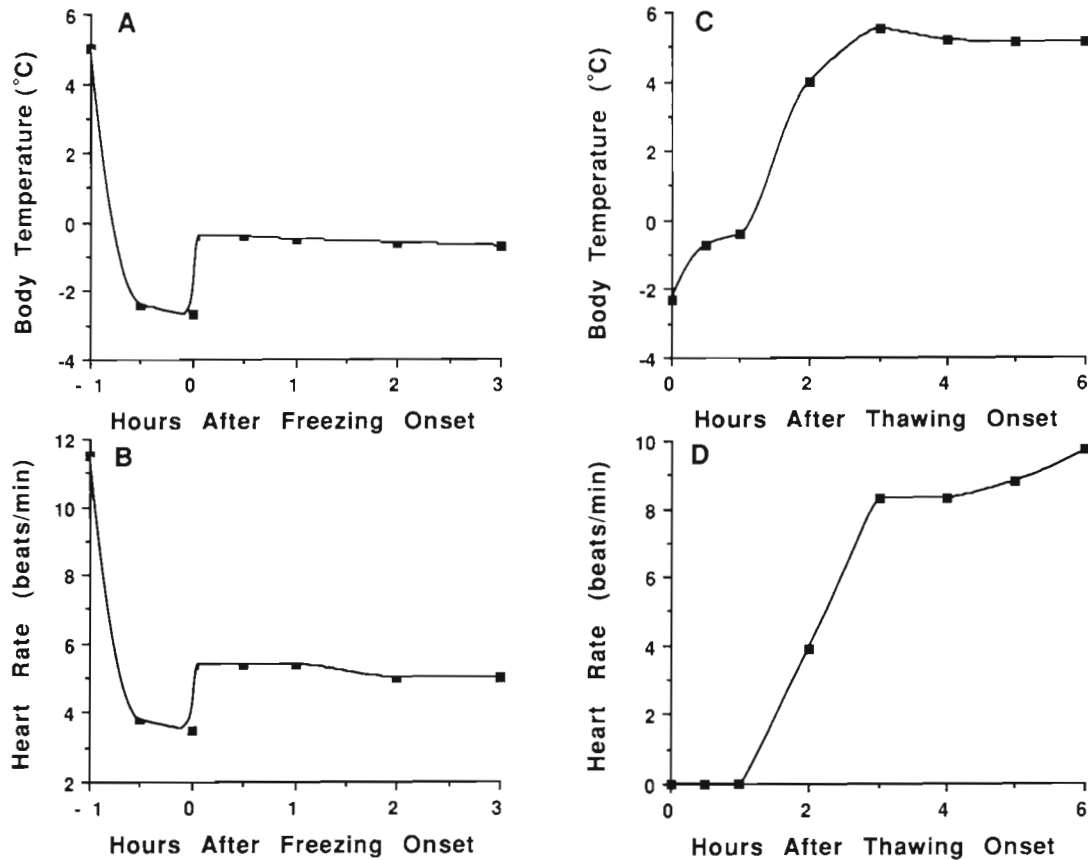 A
Body Temperature (°C)
6
4
2
0
-2
-4
- 1 0 1 2 3
Hours After Freezing Onset
B
Heart Rate (beats/min)
12
10
8
6
4
2
- 1 0 1 2 3
Hours After Freezing Onset
C
Body Temperature (°C)
6
4
2
0
-2
-4
0 2 4 6
Hours After Thawing Onset
D
Heart Rate (beats/min)
10
8
6
4
2
0
0 2 4 6
Hours After Thawing Onset